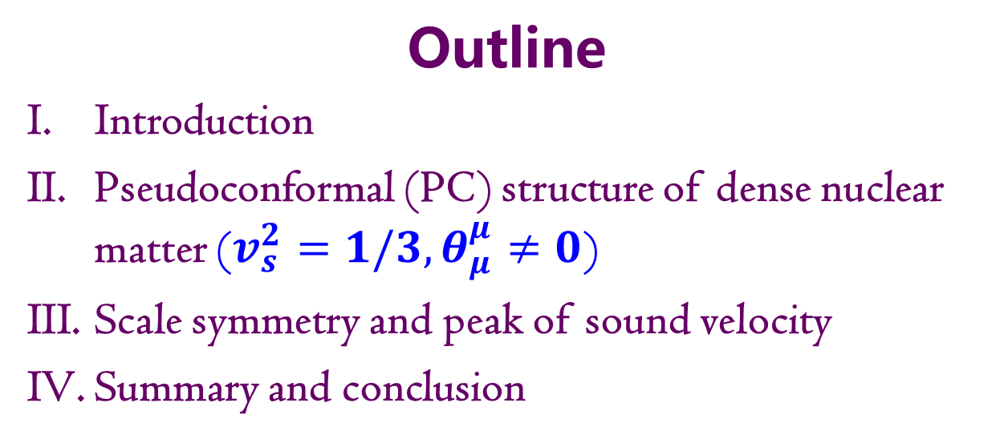 Outline
I. Introduction
II. Pseudoconformal (PC) structure of dense nuclear
matter ($v_s^2 = 1/3, \theta_\mu^\mu \neq 0$)
III. Scale symmetry and peak of sound velocity
IV. Summary and conclusion